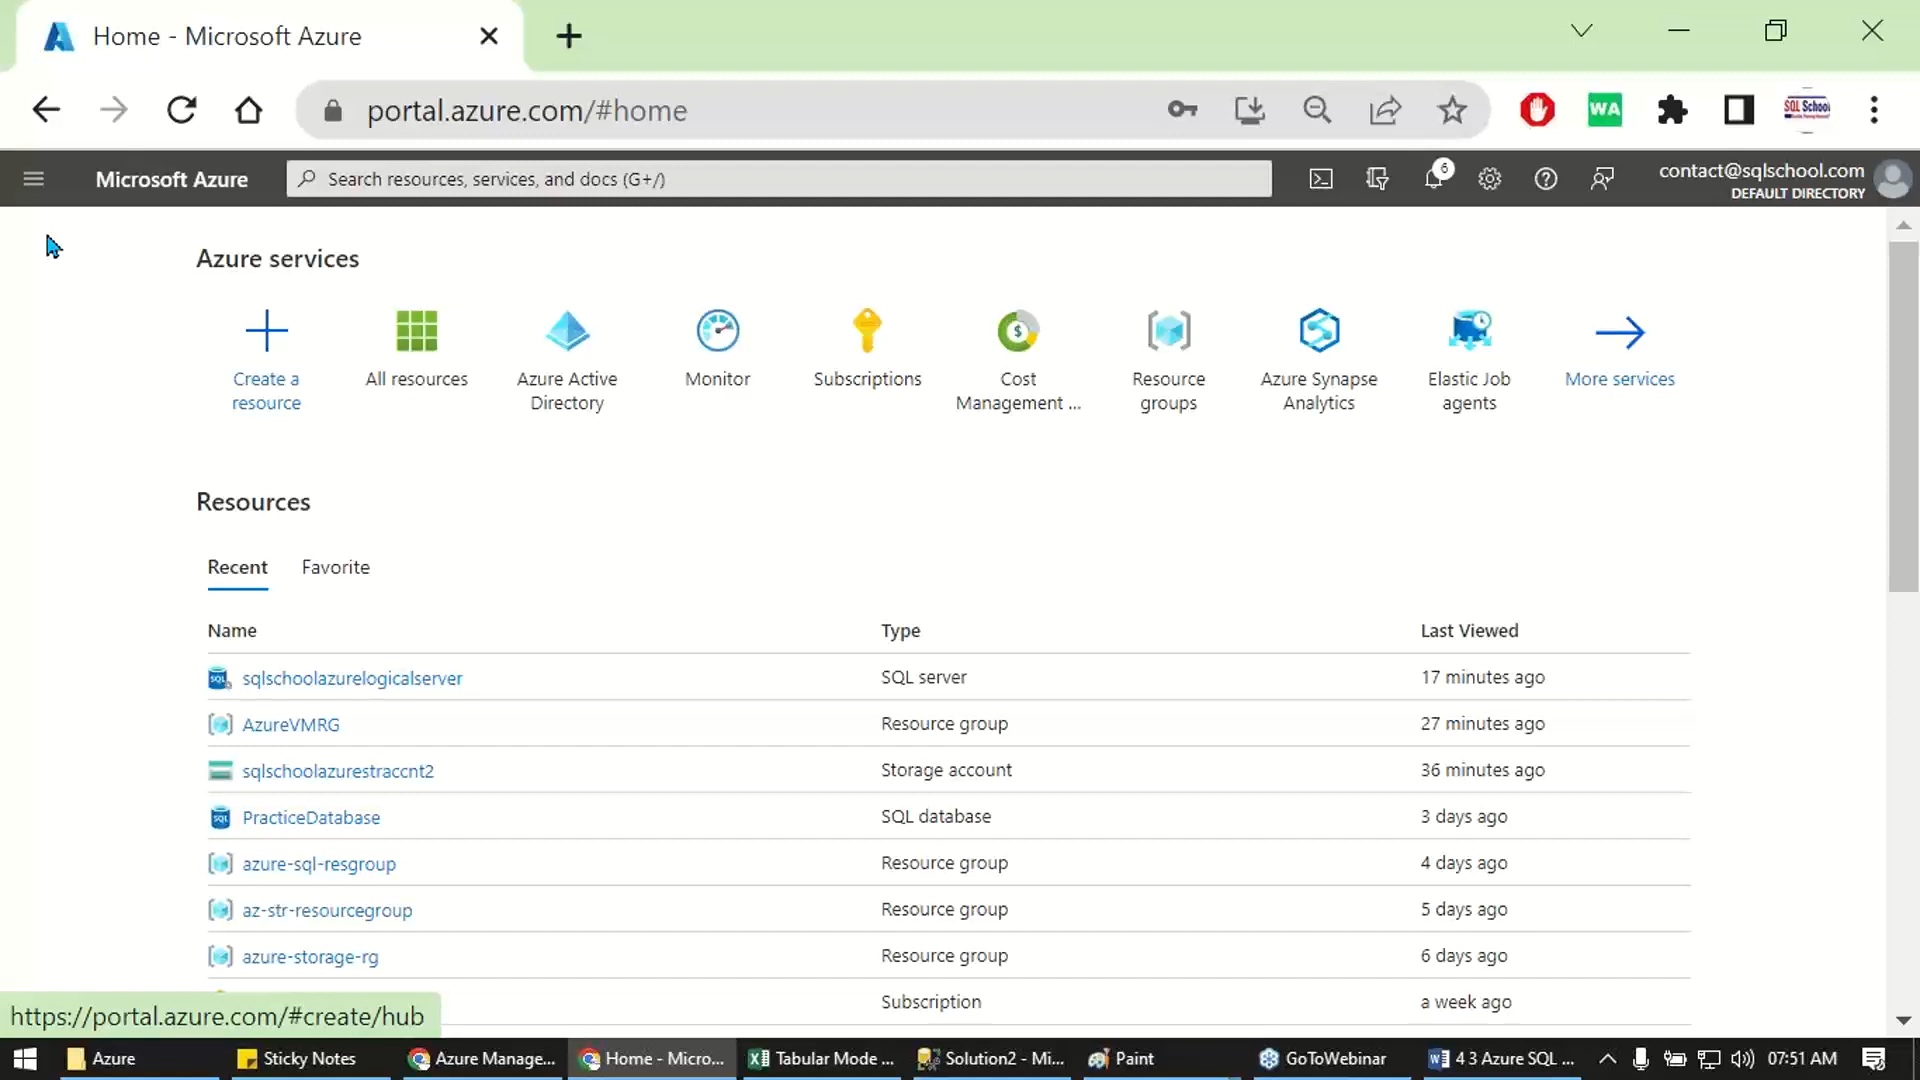 Home - Microsoft Azure
portal.azure.com/#home
WA
SQL School
Microsoft Azure
Search resources, services, and docs (G+/)
6
contact@sqlschool.com
DEFAULT DIRECTORY
Azure services
Create a resource
All resources
Azure Active Directory
Monitor
Subscriptions
Cost Management ...
Resource groups
Azure Synapse Analytics
Elastic Job agents
More services
Resources
Recent Favorite
Name Type Last Viewed
sqlschoolazurelogicalserver SQL server 17 minutes ago
AzureVMRG Resource group 27 minutes ago
sqlschoolazurestraccnt2 Storage account 36 minutes ago
PracticeDatabase SQL database 3 days ago
azure-sql-resgroup Resource group 4 days ago
az-str-resourcegroup Resource group 5 days ago
azure-storage-rg Resource group 6 days ago
Subscription a week ago
https://portal.azure.com/#create/hub
Azure Sticky Notes Azure Manage... Home - Micro... Tabular Mode ... Solution2 - Mi... Paint GoToWebinar 4 3 Azure SQL ... 07:51 AM